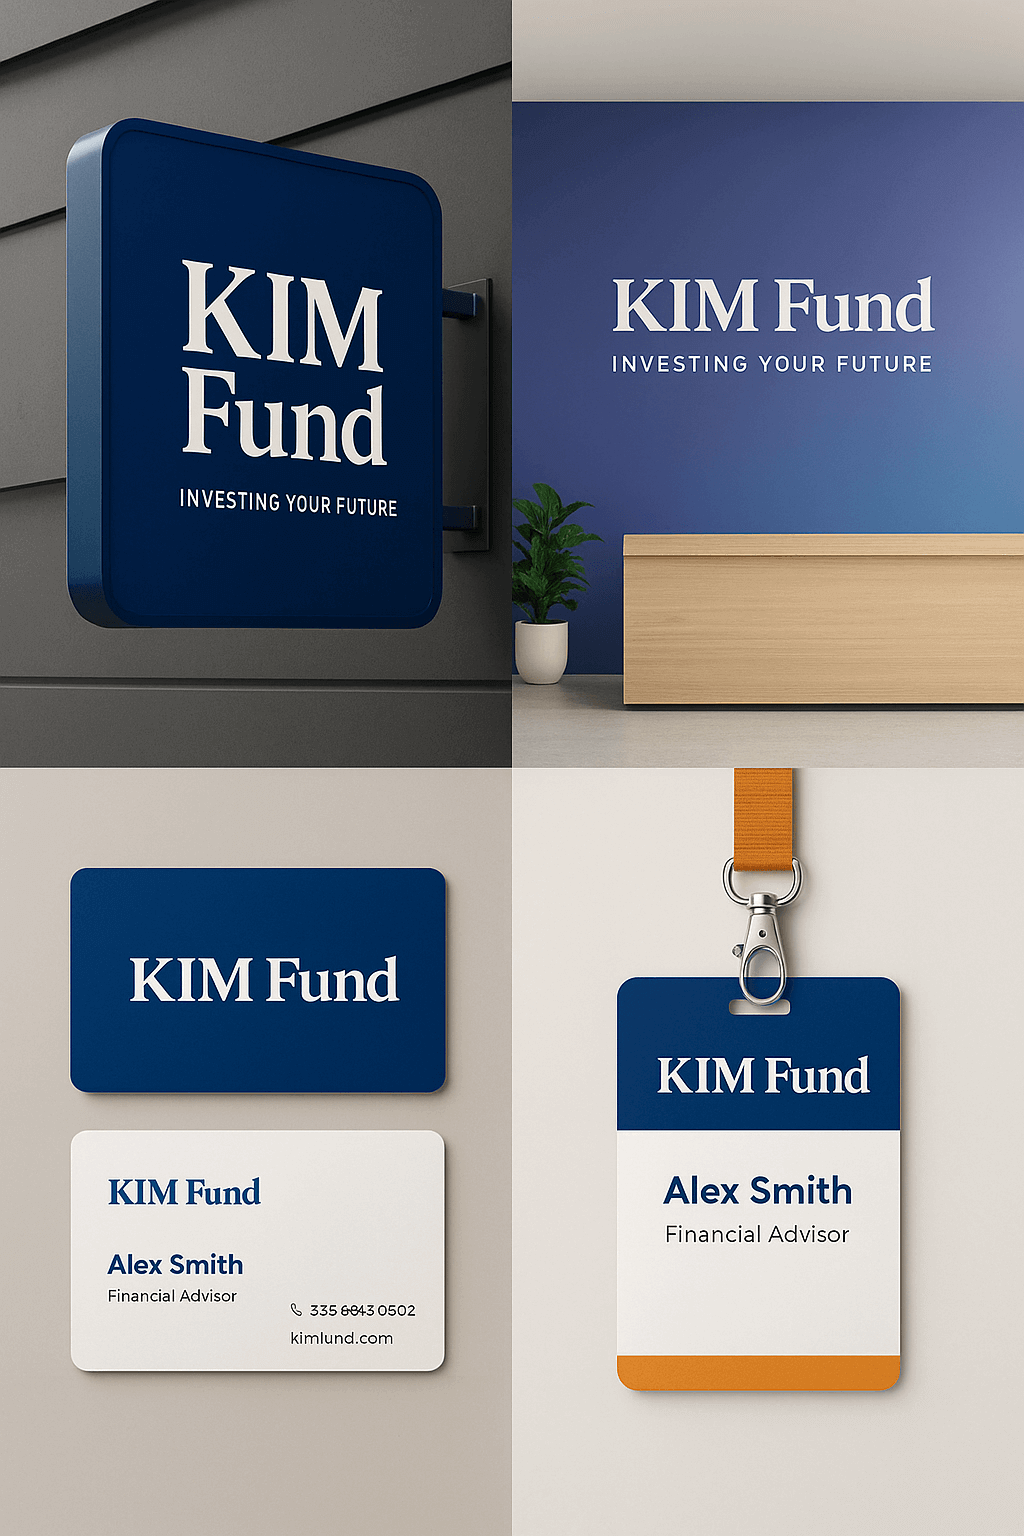 KIM
Fund
INVESTING YOUR FUTURE
KIM Fund
INVESTING YOUR FUTURE
KIM Fund
KIM Fund
Alex Smith
Financial Advisor
335 0502
kimlund.com
KIM Fund
Alex Smith
Financial Advisor